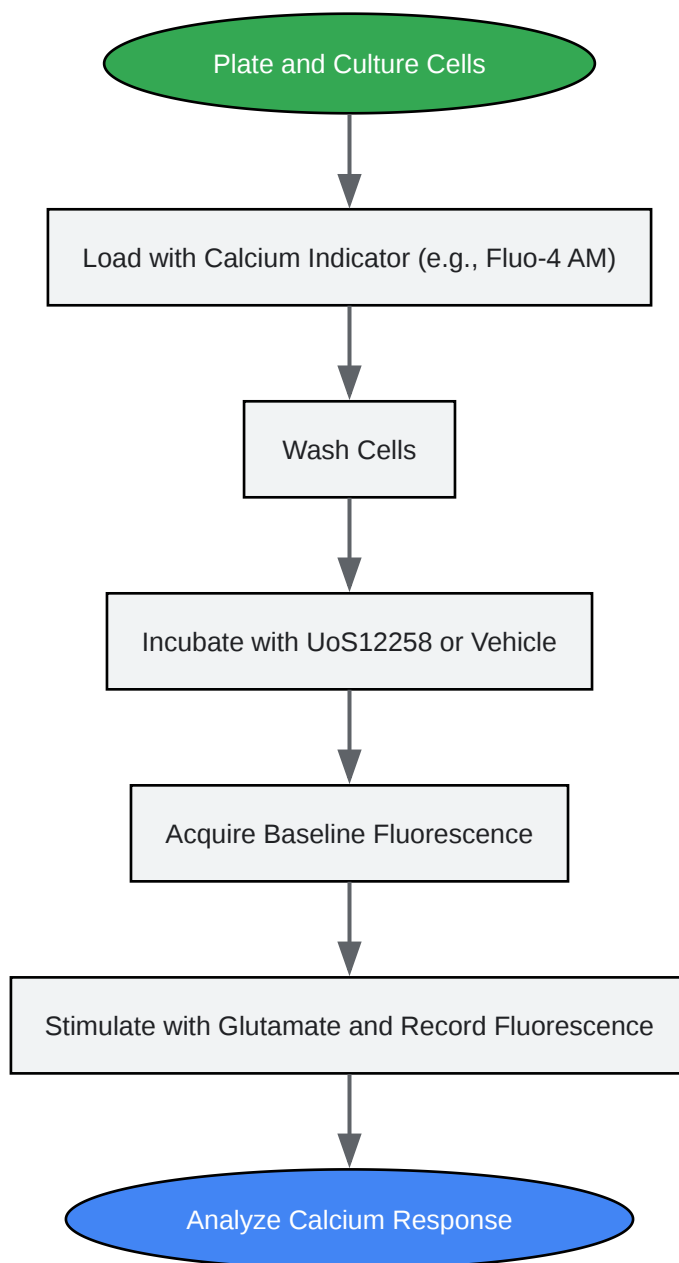 Plate and Culture Cells
Load with Calcium Indicator (e.g., Fluo-4 AM)
Wash Cells
Incubate with UoS12258 or Vehicle
Acquire Baseline Fluorescence
Stimulate with Glutamate and Record Fluorescence
Analyze Calcium Response